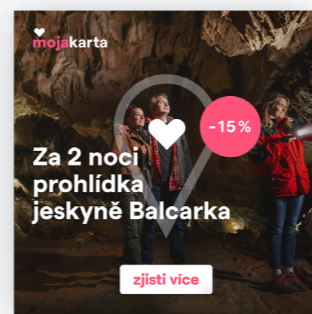 mojakarta
-15%
Za 2 noci
prohlídka
jeskyně Balcarka
zjisti více